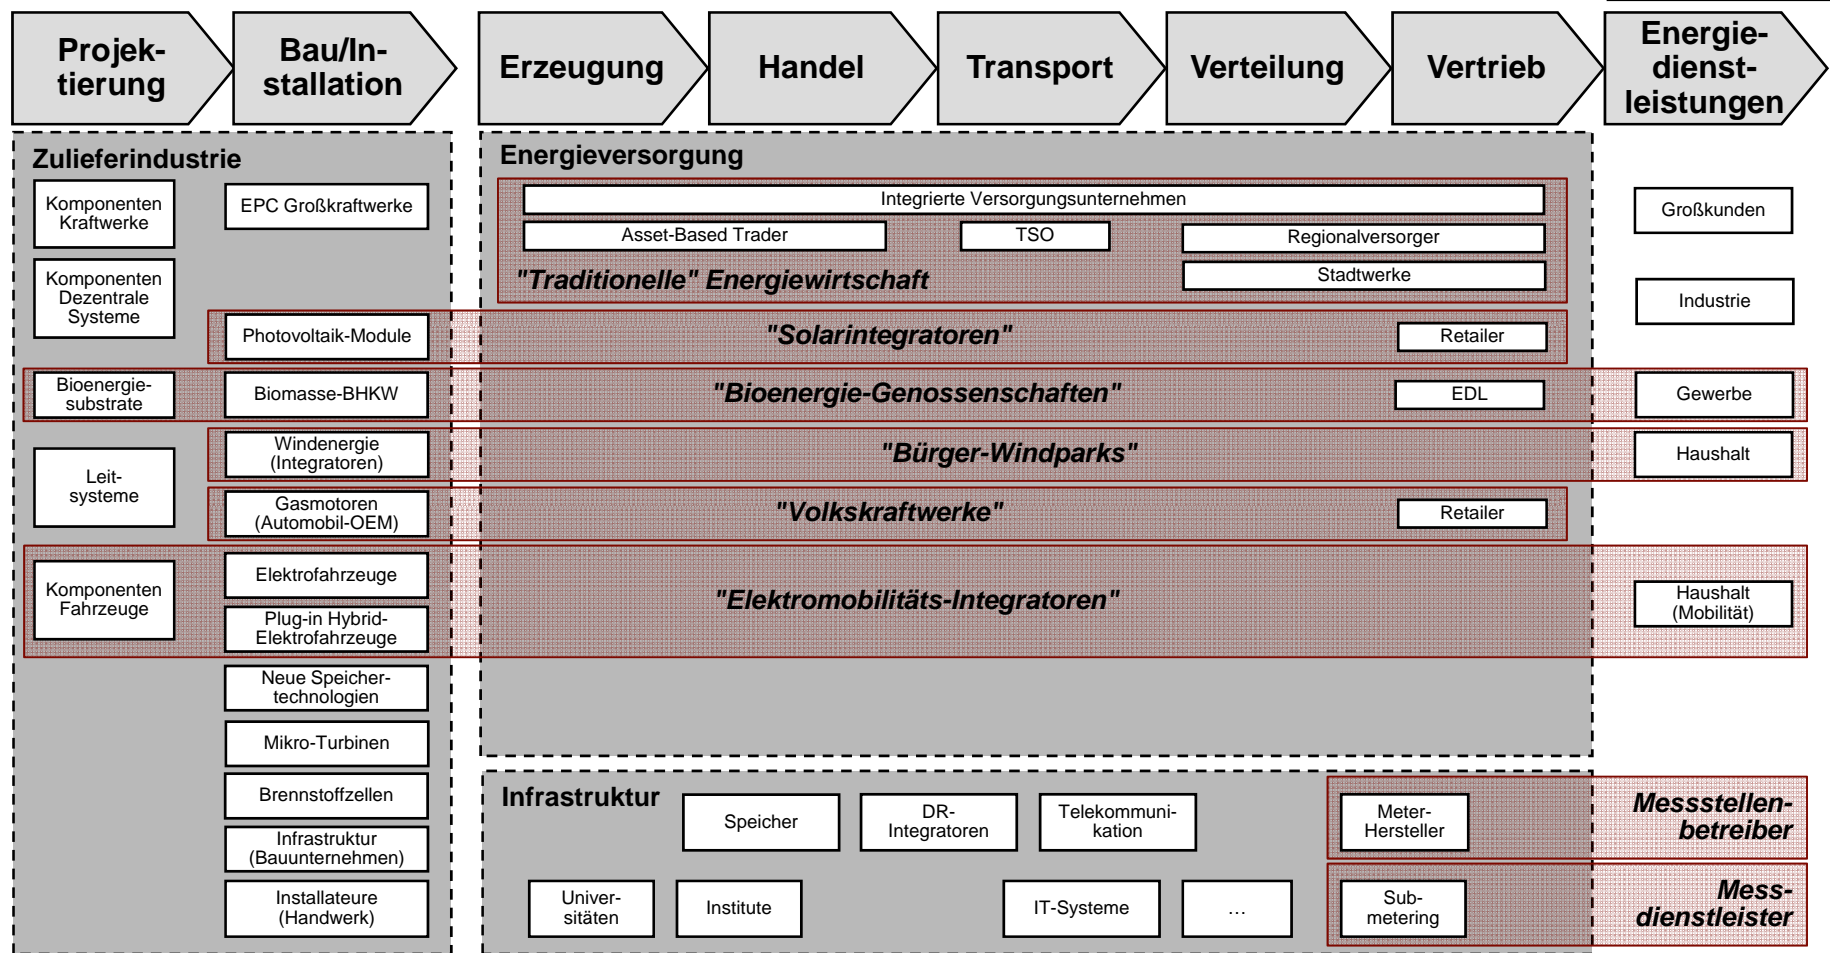 Projek-
tierung
Bau/In-
stallation
Erzeugung
Handel
Transport
Verteilung
Vertrieb
Energie-
dienst-
leistungen
Zulieferindustrie
Komponenten
Kraftwerke
EPC Großkraftwerke
Komponenten
Dezentrale
Systeme
Photovoltaik-Module
Bioenergie-
substrate
Biomasse-BHKW
Leit-
systeme
Windenergie
(Integratoren)
Gasmotoren
(Automobil-OEM)
Komponenten
Fahrzeuge
Elektrofahrzeuge
Plug-in Hybrid-
Elektrofahrzeuge
Neue Speicher-
technologien
Mikro-Turbinen
Brennstoffzellen
Infrastruktur
(Bauunternehmen)
Installateure
(Handwerk)
Energieversorgung
Integrierte Versorgungsunternehmen
Asset-Based Trader
TSO
Regionalversorger
Stadtwerke
"Traditionelle" Energiewirtschaft
"Solarintegratoren"
Retailer
"Bioenergie-Genossenschaften"
EDL
"Bürger-Windparks"
"Volkskraftwerke"
Retailer
"Elektromobilitäts-Integratoren"
Großkunden
Industrie
Gewerbe
Haushalt
Haushalt
(Mobilität)
Infrastruktur
Speicher
DR-
Integratoren
Telekommuni-
kation
Meter-
Hersteller
Messstellen-
betreiber
Univer-
sitäten
Institute
IT-Systeme
…
Sub-
metering
Mess-
dienstleister